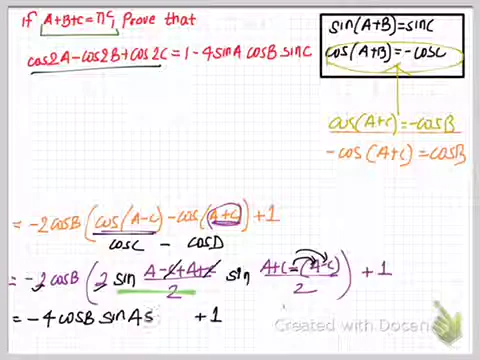 If A+B+C=π, Prove that
sin(A+B)=sinC
cos2A-cos2B+cos2C=1-4sinA cosB sinC
cos(A+B)=-cosC
cos(A+C)=-cosB
-cos(A+C)=cosB
=-2cosB(cos(A-C)-cos(A+C))+1
cosC - cosD
=-2cosB(2 sin A-C+A+C/2 sin A+C-(A-C)/2)+1
=-4cosB sinA s +1
Created with Doceri